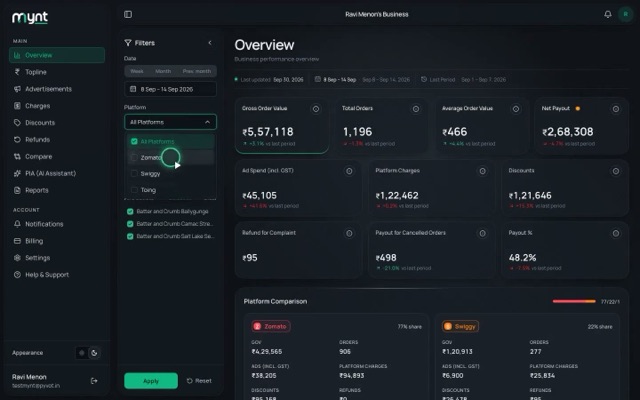 mynt
MAIN
Overview
Topline
Advertisements
Charges
Discounts
Refunds
Compare
PIA (AI Assistant)
Reports
ACCOUNT
Notifications
Billing
Settings
Help & Support
Appearance
Ravi Menon
testmynt@pyvot.in
Ravi Menon's Business
R
Filters
Date
Week Month Prev. month
8 Sep - 14 Sep 2026
Platform
All Platforms
All Platforms
Zomato
Swiggy
Toing
Batter and Crumb Ballygunge
Batter and Crumb Camac Stre...
Batter and Crumb Salt Lake Se...
Apply
Reset
Overview
Business performance overview
Last updated Sep 30, 2026
8 Sep - 14 Sep
Sep 8 - Sep 14, 2026
Last Period
Sep 1 - Sep 7, 2026
Gross Order Value
₹5,57,118
vs last period
Total Orders
1,196
vs last period
Average Order Value
₹466
vs last period
Net Payout
₹2,68,308
vs last period
Ad Spend (incl. GST)
₹45,105
vs last period
Platform Charges
₹1,22,462
vs last period
Discounts
₹1,21,646
vs last period
Refund for Complaint
₹95
Payout for Cancelled Orders
₹498
vs last period
Payout %
48.2%
vs last period
Platform Comparison
77/22/1
Zomato
77% share
GOV
₹4,29,565
ORDERS
906
ADS (INCL. GST)
₹38,205
PLATFORM CHARGES
₹94,893
DISCOUNTS
REFUNDS
Swiggy
22% share
GOV
₹1,20,913
ORDERS
277
ADS (INCL. GST)
₹6,900
PLATFORM CHARGES
₹25,834
DISCOUNTS
REFUNDS